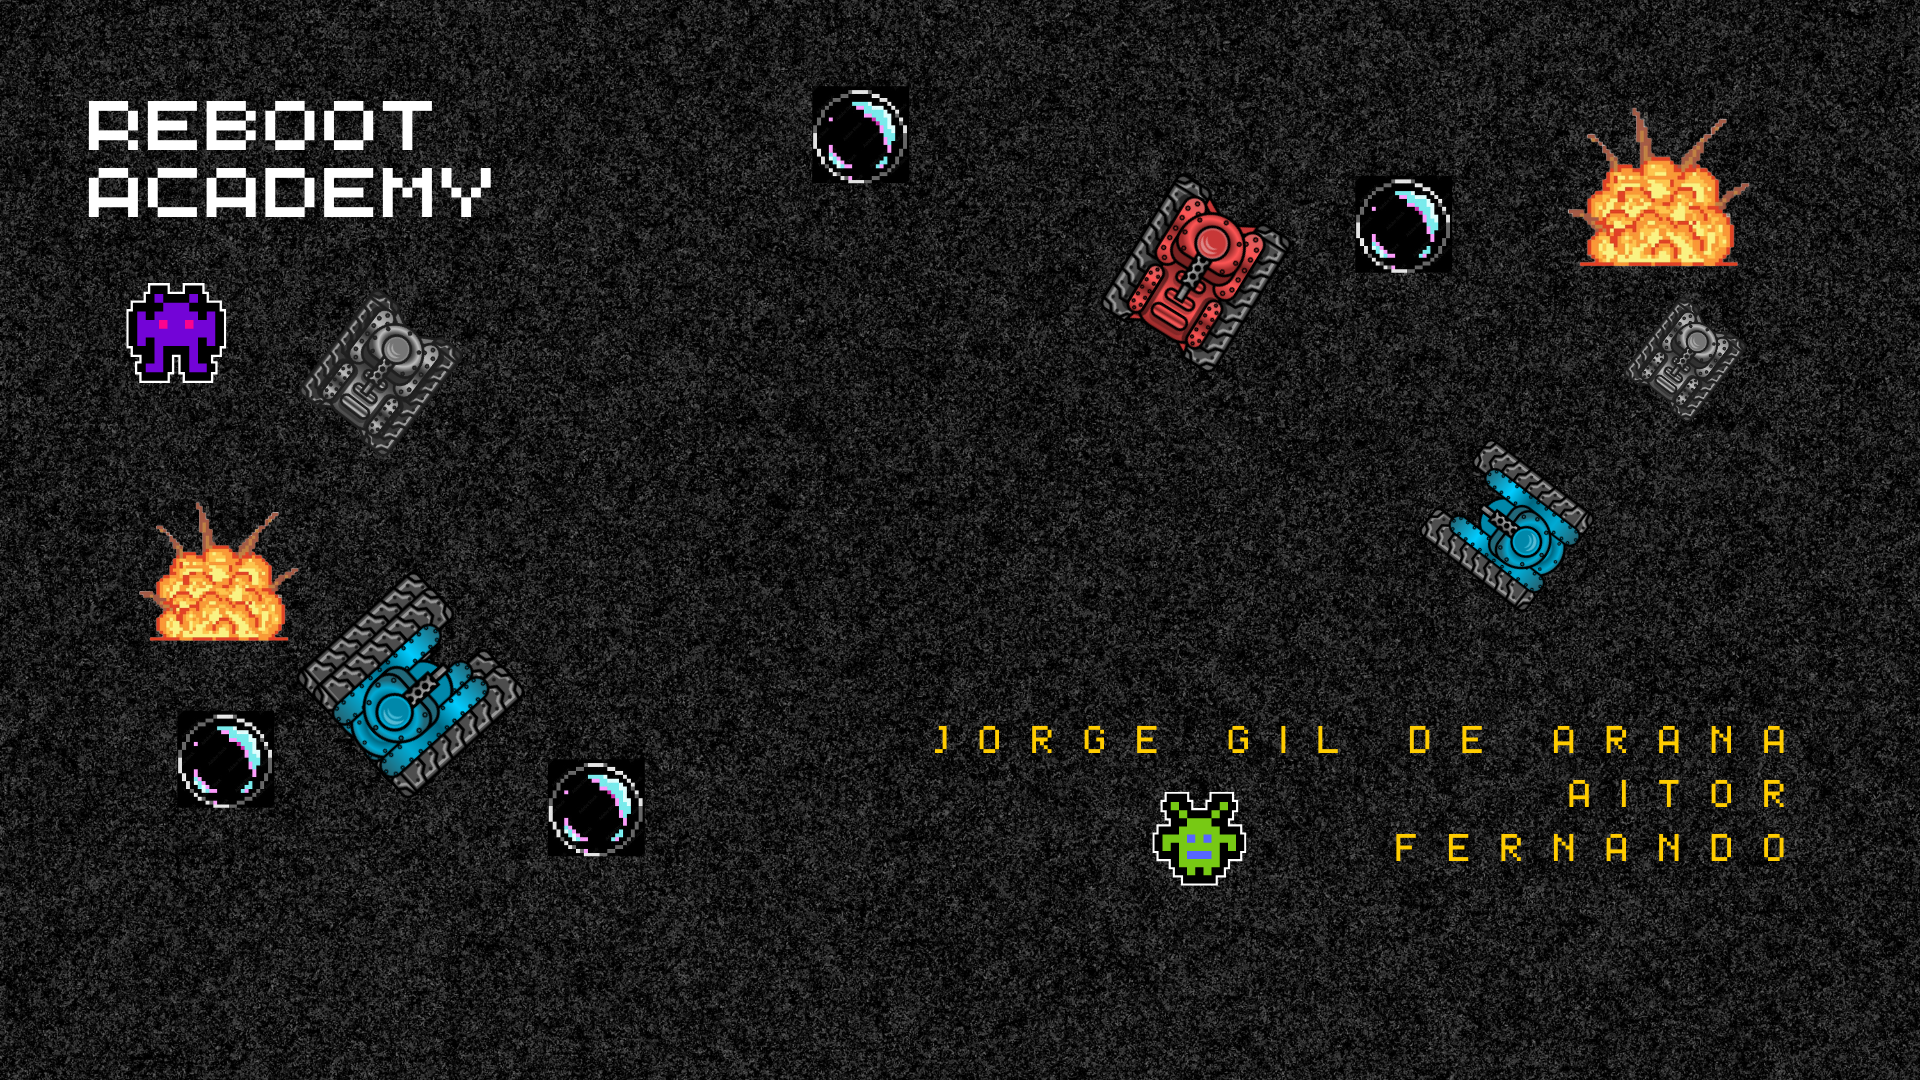 REBOOT
ACADEMY
JORGE GIL DE ARANA
AITOR
FERNANDO